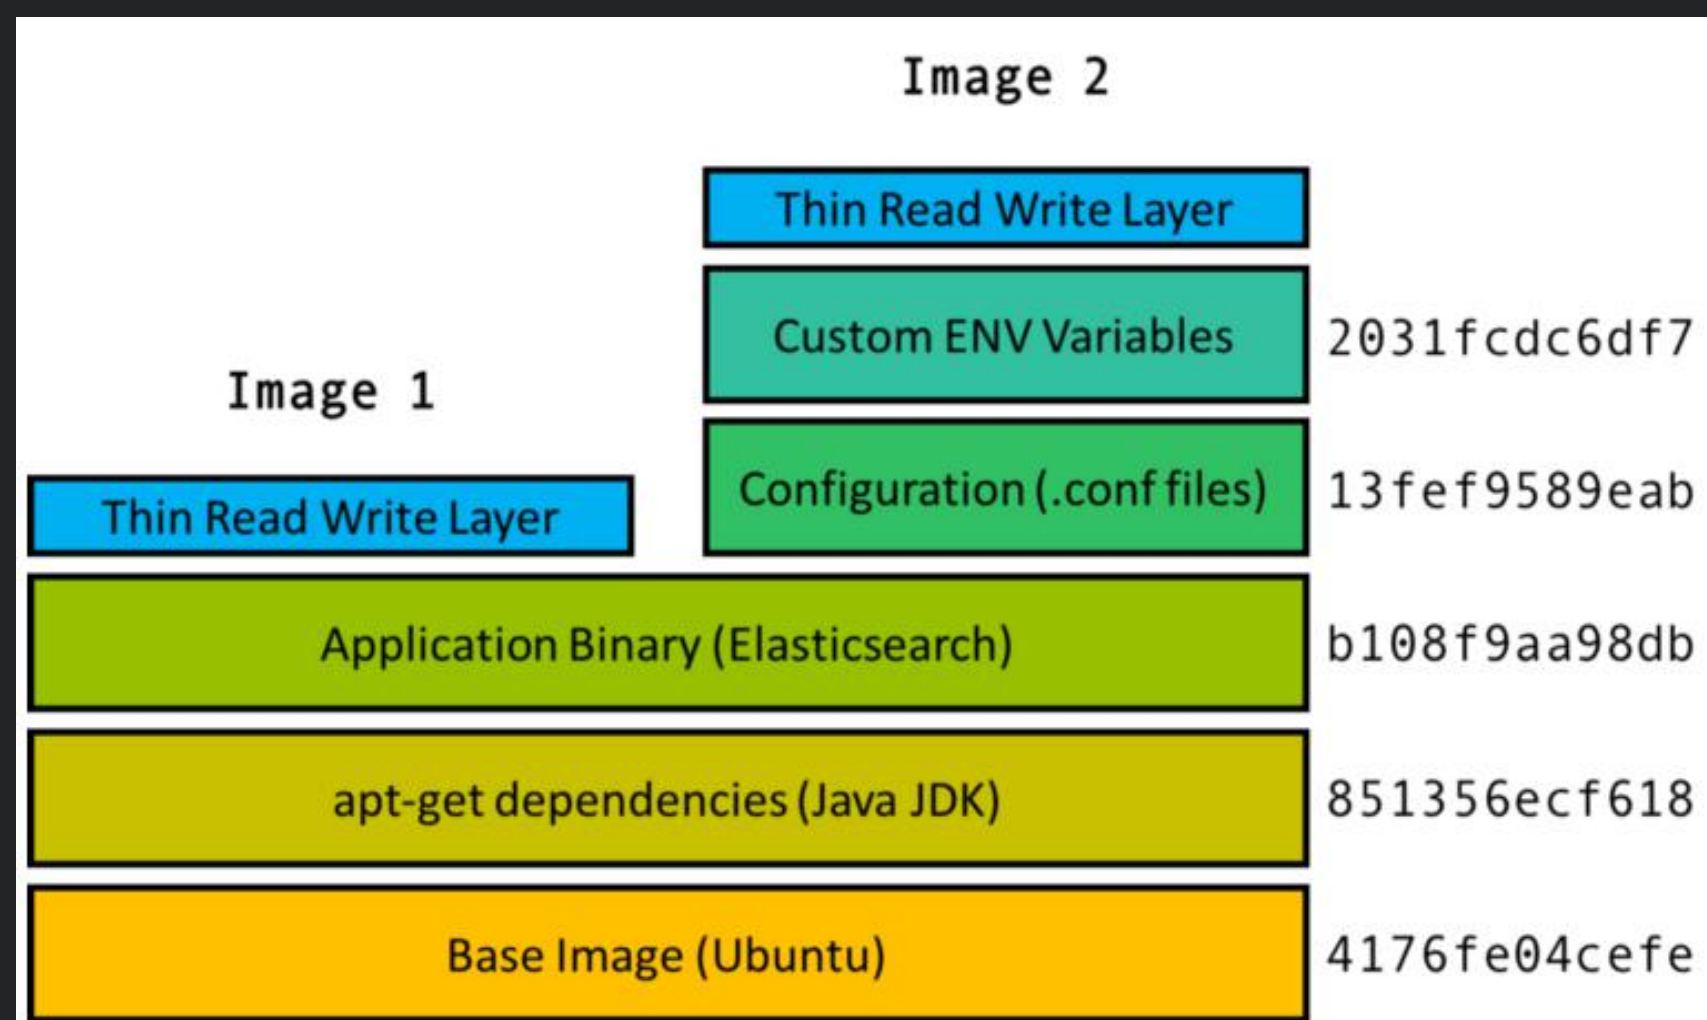 Image 2
Thin Read Write Layer
Custom ENV Variables 2031fcdc6df7
Image 1
Configuration (.conf files) 13fef9589eab
Thin Read Write Layer
Application Binary (Elasticsearch) b108f9aa98db
apt-get dependencies (Java JDK) 851356ecf618
Base Image (Ubuntu) 4176fe04cefe